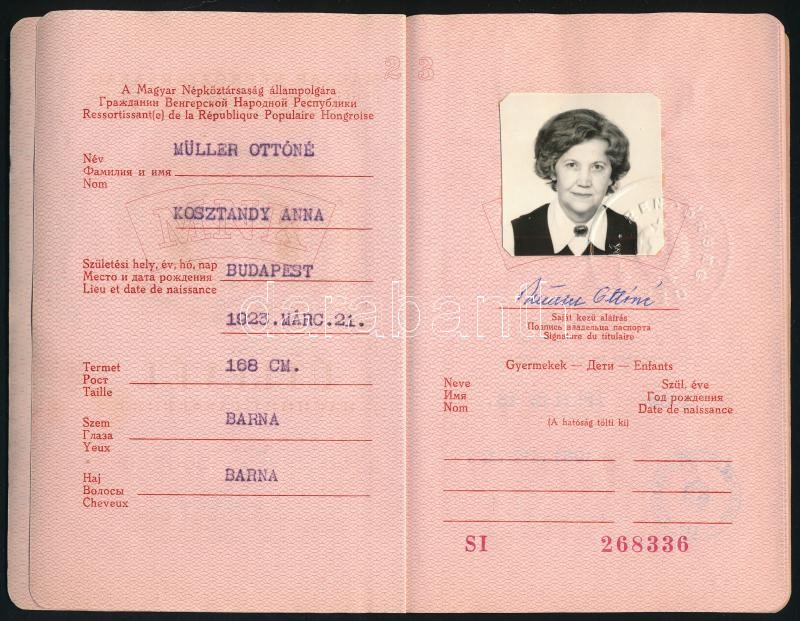 2 3
A Magyar Népköztársaság állampolgára
Гражданин Венгерской Народной Республики
Ressortissant(e) de la République Populaire Hongroise
Név
Фамилия и имя
Nom
MÜLLER OTTÓNÉ
KOSZTANDY ANNA
Születési hely, év, hó, nap
Место и дата рождения
Lieu et date de naissance
BUDAPEST
1923.MÁRC.21.
Termet
Рост
Taille
168 CM.
Szem
Глаза
Yeux
BARNA
Haj
Волосы
Cheveux
BARNA
Ottóné
Saját kezű aláírás
Подпись владельца паспорта
Signature du titulaire
Gyermekek — Дети — Enfants
Neve
Имя
Nom
Szül. éve
Год рождения
Date de naissance
(A hatóság tölti ki)
SI 268336
darabanth